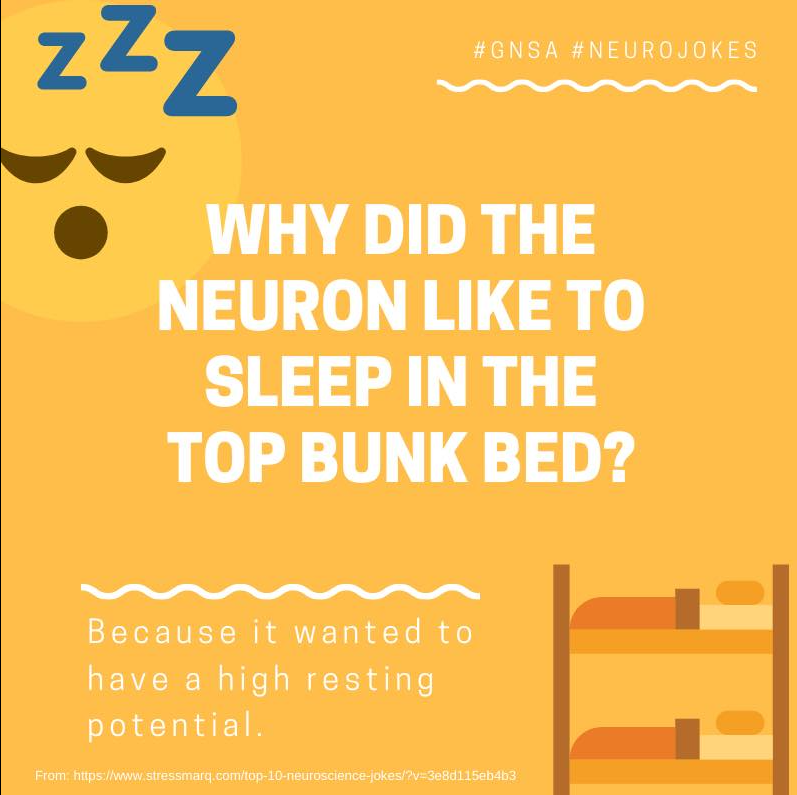 zzz
#GNSA #NEUROJOKES
WHY DID THE
NEURON LIKE TO
SLEEP IN THE
TOP BUNK BED?
Because it wanted to
have a high resting
potential.
From: https://www.stressmarq.com/top-10-neuroscience-jokes/?v=3e8d115eb4b3